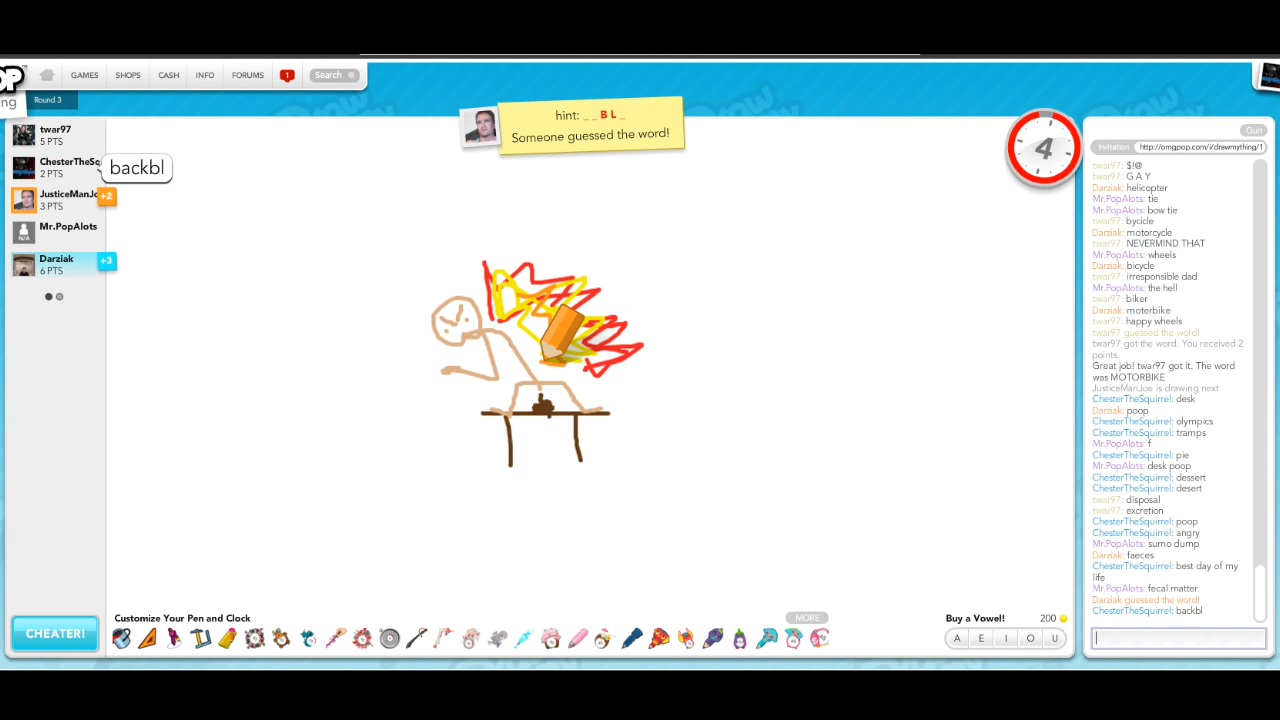 OP™
GAMES SHOPS CASH INFO FORUMS 1 Search
ng
Round 3
twar97
5 PTS
ChesterTheSq
2 PTS
backbl
JusticeManJo
3 PTS
+2
Mr.PopAlots
N/A
Darziak
6 PTS
+3
hint: _ _ B L _
Someone guessed the word!
4
Quit
Invitation http://omgpop.com/i/drawmything/1
twar97: $!@
twar97: G A Y
Darziak: helicopter
Mr.PopAlots: tie
Mr.PopAlots: bow tie
twar97: bycicle
Darziak: motorcycle
twar97: NEVERMIND THAT
Mr.PopAlots: wheels
Darziak: bicycle
twar97: irresponsible dad
Mr.PopAlots: the hell
twar97: biker
Darziak: moterbike
twar97: happy wheels
twar97 guessed the word!
twar97 got the word. You received 2
points.
Great job! twar97 got it. The word
was MOTORBIKE
JusticeManJoe is drawing next
ChesterTheSquirrel: desk
Darziak: poop
ChesterTheSquirrel: olympics
ChesterTheSquirrel: tramps
Mr.PopAlots: f
ChesterTheSquirrel: pie
Mr.PopAlots: desk poop
ChesterTheSquirrel: dessert
ChesterTheSquirrel: desert
twar97: disposal
twar97: excretion
ChesterTheSquirrel: poop
ChesterTheSquirrel: angry
Mr.PopAlots: sumo dump
Darziak: faeces
ChesterTheSquirrel: best day of my
life
Mr.PopAlots: fecal matter
Darziak guessed the word!
ChesterTheSquirrel: backbl
CHEATER!
Customize Your Pen and Clock
MORE
Buy a Vowel! 200
A E I O U